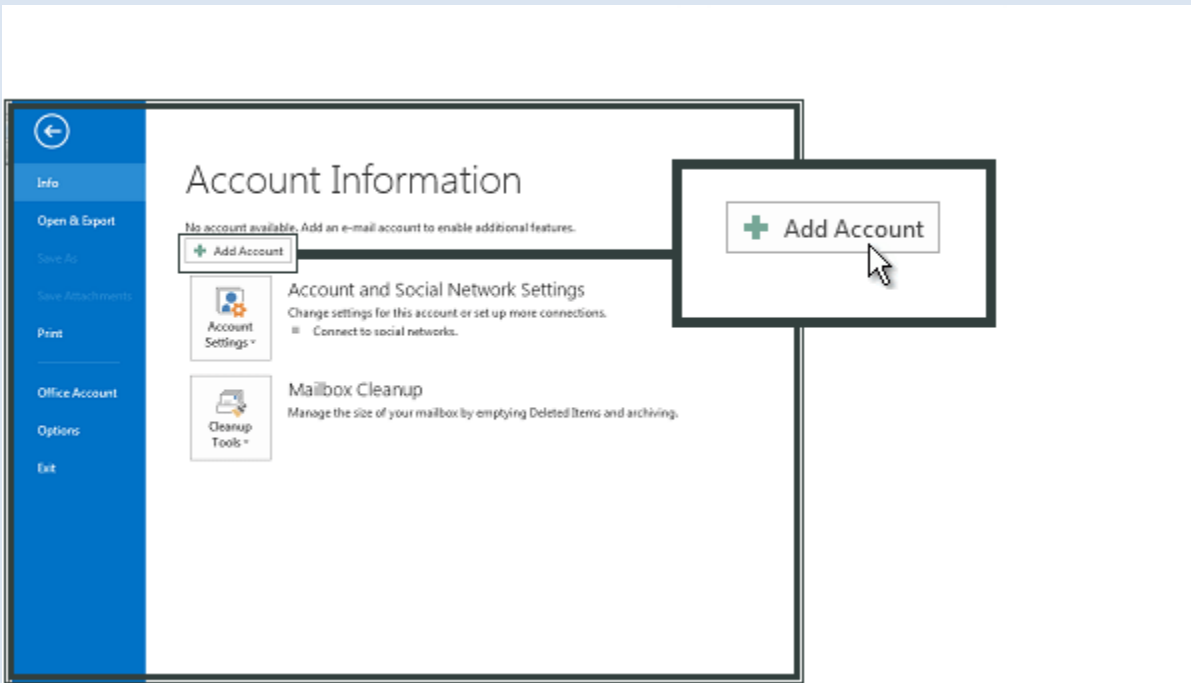 Info
Open & Export
Save As
Save Attachments
Print
Office Account
Options
Exit
Account Information
No account available. Add an e-mail account to enable additional features.
Add Account
Account
Settings
Account and Social Network Settings
Change settings for this account or set up more connections.
Connect to social networks.
Cleanup
Tools
Mailbox Cleanup
Manage the size of your mailbox by emptying Deleted Items and archiving.
Add Account